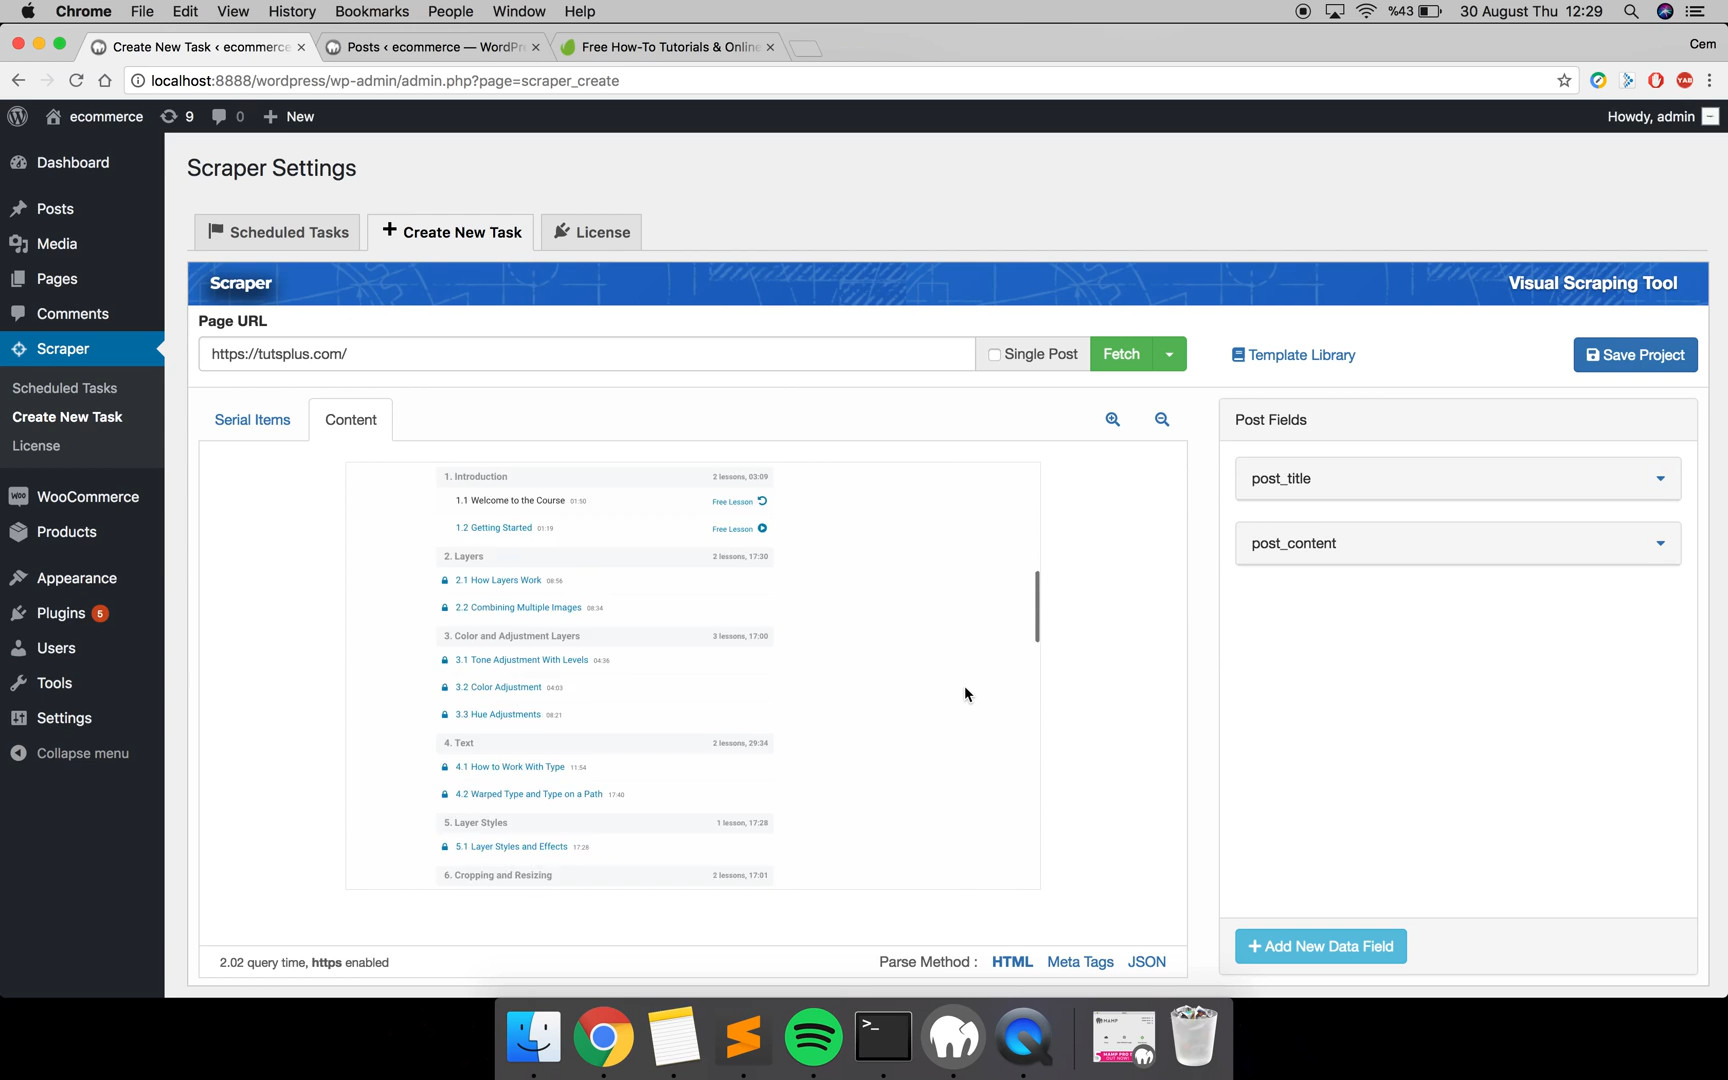 Chrome File Edit View History Bookmarks People Window Help %43 30 August Thu 12:29
Create New Task ‹ ecommerce Posts ‹ ecommerce — WordPr Free How-To Tutorials & Online Cem
localhost:8888/wordpress/wp-admin/admin.php?page=scraper_create
ecommerce 9 0 New Howdy, admin
Dashboard
Posts
Media
Pages
Comments
Scraper
Scheduled Tasks
Create New Task
License
WooCommerce
Products
Appearance
Plugins 5
Users
Tools
Settings
Collapse menu
Scraper Settings
Scheduled Tasks Create New Task License
Scraper Visual Scraping Tool
Page URL
https://tutsplus.com/ Single Post Fetch Template Library Save Project
Serial Items Content
1. Introduction 2 lessons, 03:09
1.1 Welcome to the Course 01:50 Free Lesson
1.2 Getting Started 01:19 Free Lesson
2. Layers 2 lessons, 17:30
2.1 How Layers Work 08:56
2.2 Combining Multiple Images 08:34
3. Color and Adjustment Layers 3 lessons, 17:00
3.1 Tone Adjustment With Levels 04:36
3.2 Color Adjustment 04:03
3.3 Hue Adjustments 08:21
4. Text 2 lessons, 29:34
4.1 How to Work With Type 11:54
4.2 Warped Type and Type on a Path 17:40
5. Layer Styles 1 lesson, 17:28
5.1 Layer Styles and Effects 17:28
6. Cropping and Resizing 2 lessons, 17:01
Post Fields
post_title
post_content
Add New Data Field
2.02 query time, https enabled Parse Method : HTML Meta Tags JSON